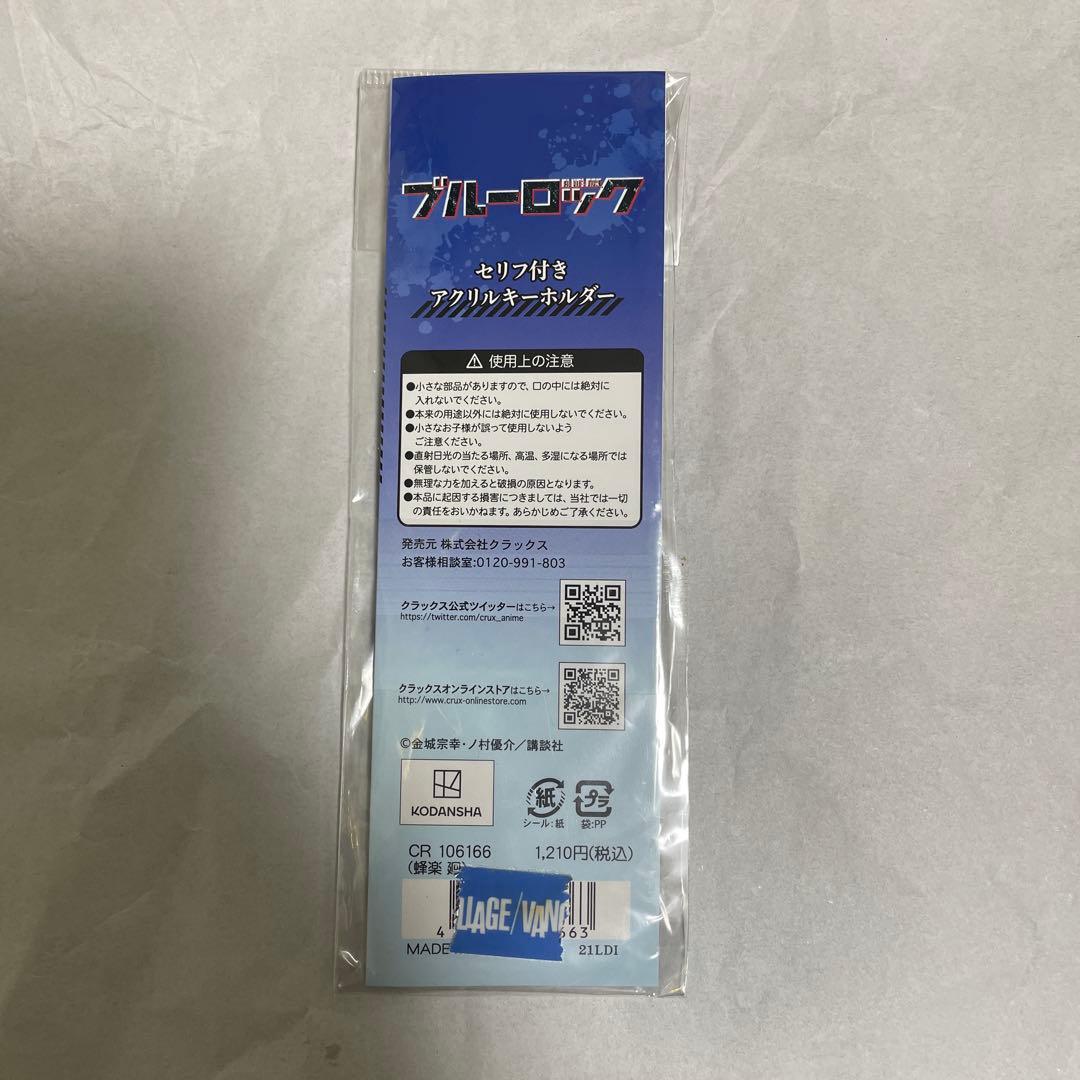 ブルーロック
セリフ付き
アクリルキーホルダー
⚠ 使用上の注意
●小さな部品がありますので、口の中には絶対に
入れないでください。
●本来の用途以外には絶対に使用しないでください。
●小さなお子様が誤って使用しないよう
ご注意ください。
●直射日光の当たる場所、高温、多湿になる場所では
保管しないでください。
●無理な力を加えると破損の原因となります。
●本品に起因する損害につきましては、当社では一切
の責任をおいかねます。あらかじめご了承ください。
発売元 株式会社クラックス
お客様相談室:0120-991-803
クラックス公式ツイッターはこちら→
https://twitter.com/crux_anime
クラックスオンラインストアはこちら→
http://www.crux-onlinestore.com
©金城宗幸・ノ村優介／講談社
KODANSHA
紙
プラ
シール:紙
袋:PP
CR 106166
1,210円(税込)
(蜂楽 廻)
LLAGE/VANG
4
663
MADE
21LDI